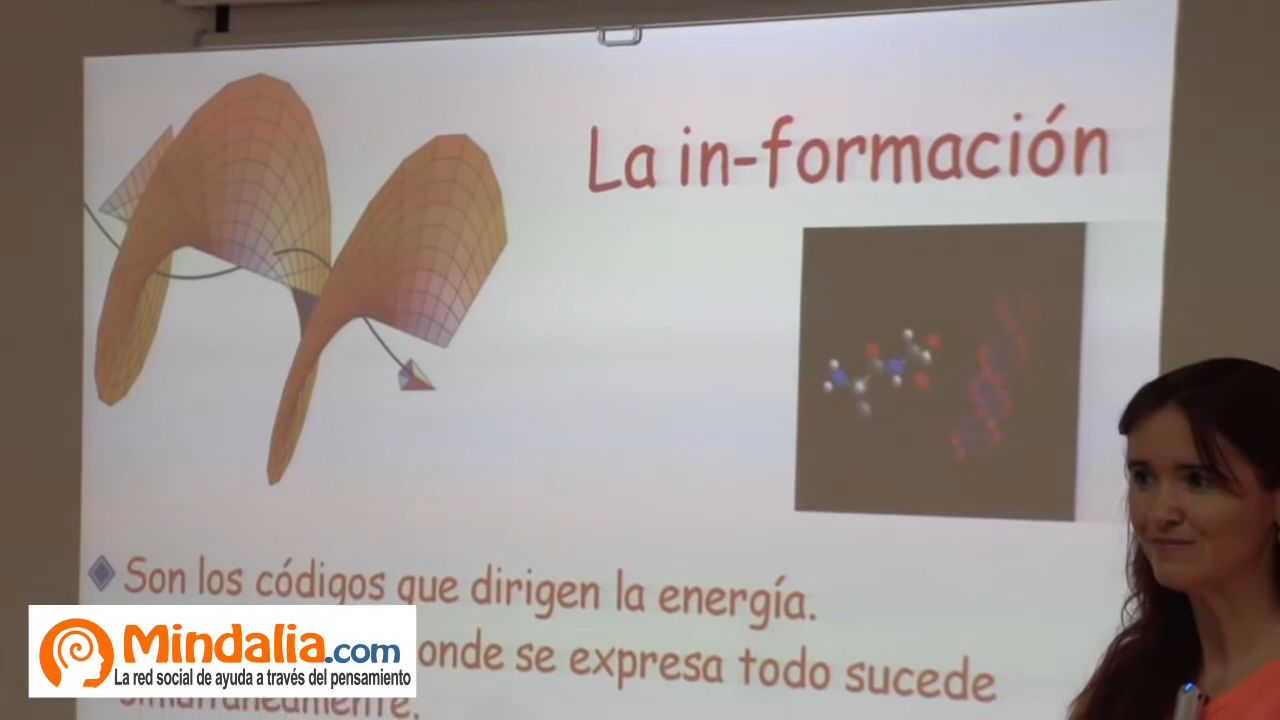 La in-formación
Son los códigos que dirigen la energía.
onde se expresa todo sucede
simultáneamente.
Mindalia.com
La red social de ayuda a través del pensamiento